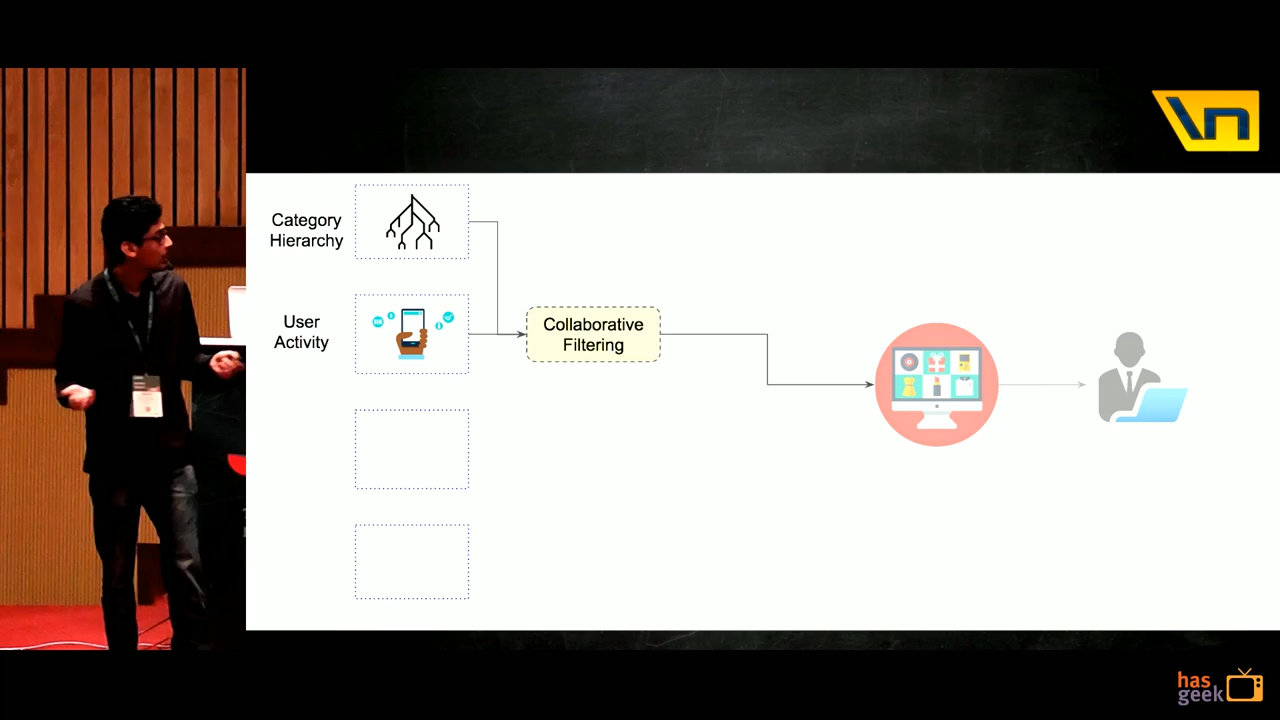 \n
Category
Hierarchy
User
Activity
Collaborative
Filtering
has
geek